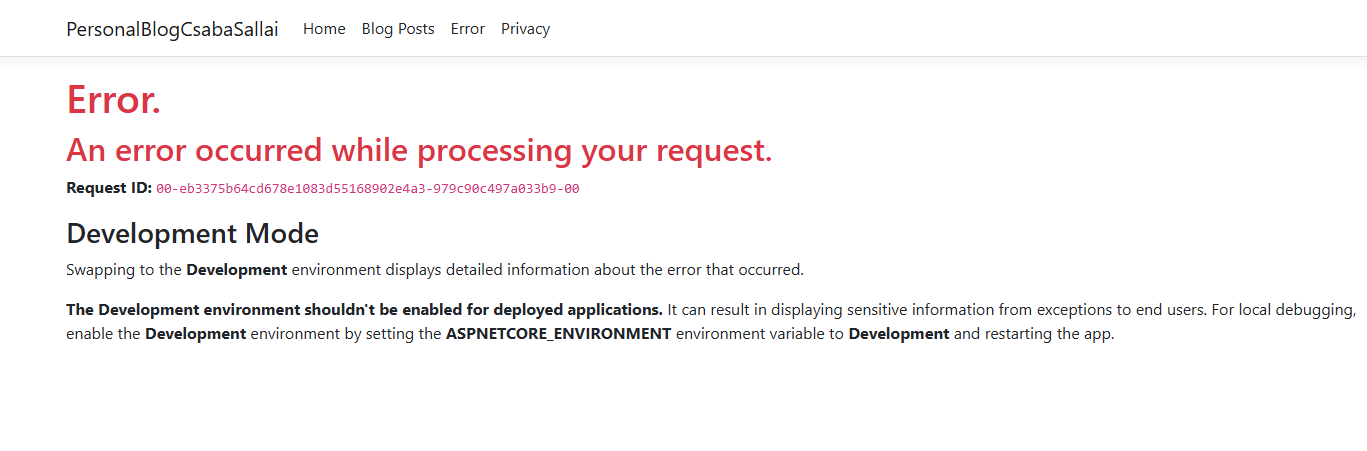 PersonalBlogCsabaSallai Home Blog Posts Error Privacy
Error.
An error occurred while processing your request.
Request ID: 00-eb3375b64cd678e1083d55168902e4a3-979c90c497a033b9-00
Development Mode
Swapping to the Development environment displays detailed information about the error that occurred.
The Development environment shouldn't be enabled for deployed applications. It can result in displaying sensitive information from exceptions to end users. For local debugging,
enable the Development environment by setting the ASPNETCORE_ENVIRONMENT environment variable to Development and restarting the app.